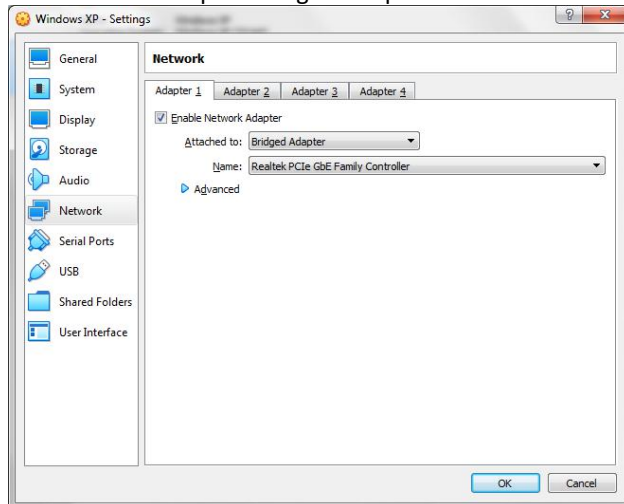 Windows XP - Settings
General
System
Display
Storage
Audio
Network
Serial Ports
USB
Shared Folders
User Interface
Network
Adapter 1 Adapter 2 Adapter 3 Adapter 4
Enable Network Adapter
Attached to: Bridged Adapter
Name: Realtek PCIe GbE Family Controller
Advanced
OK Cancel